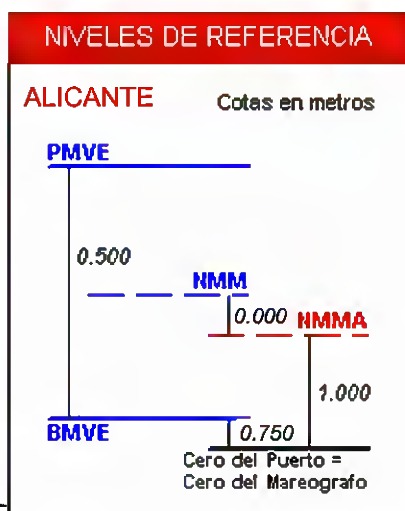 NIVELES DE REFERENCIA
ALICANTE
Cotas en metros
PMVE
0.500
NMM
0.000
NMMA
1.000
BMVE
0.750
Cero del Puerto =
Cero del Mareografo